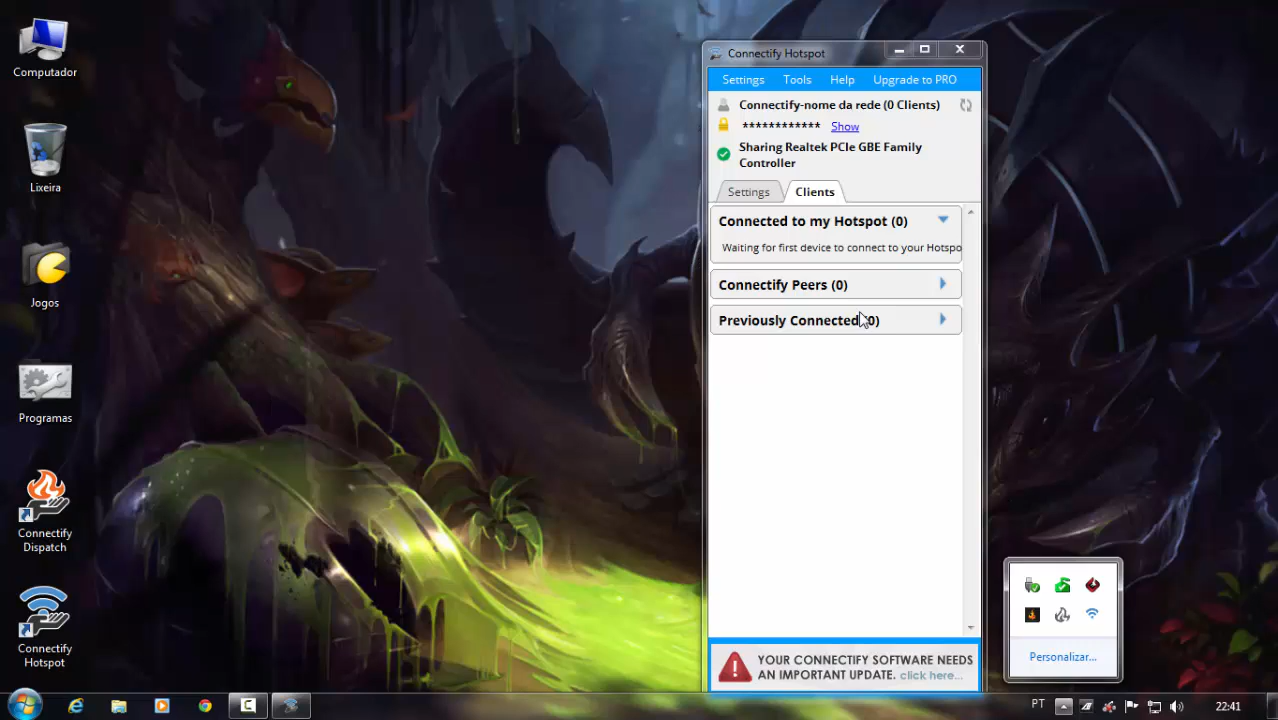 Computador
Lixeira
Jogos
Programas
Connectify
Dispatch
Connectify
Hotspot
Connectify Hotspot
Settings Tools Help Upgrade to PRO
Connectify-nome da rede (0 Clients)
************ Show
Sharing Realtek PCIe GBE Family
Controller
Settings Clients
Connected to my Hotspot (0)
Waiting for first device to connect to your Hotspo
Connectify Peers (0)
Previously Connected (0)
YOUR CONNECTIFY SOFTWARE NEEDS
AN IMPORTANT UPDATE. click here...
Personalizar...
PT 22:41